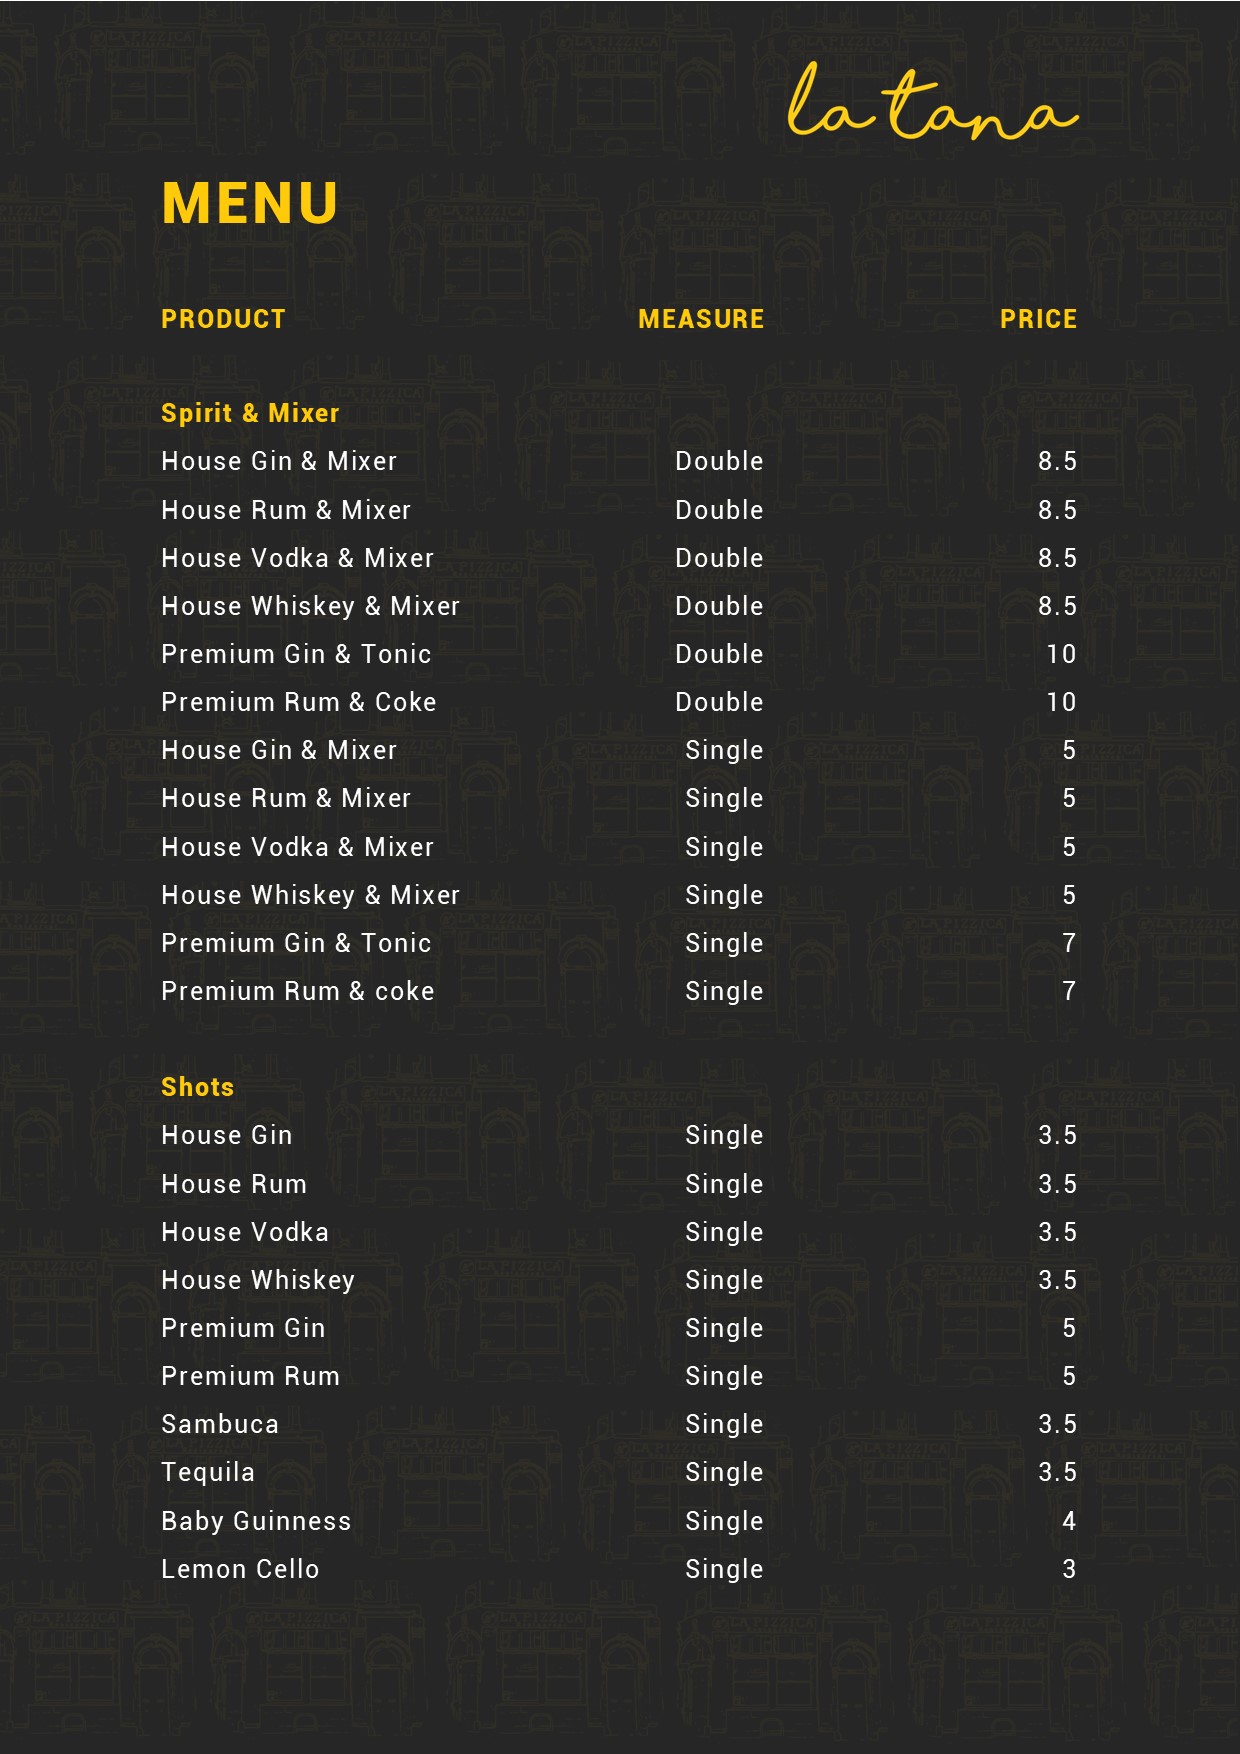 la tana
MENU
PRODUCT MEASURE PRICE
Spirit & Mixer
House Gin & Mixer Double 8.5
House Rum & Mixer Double 8.5
House Vodka & Mixer Double 8.5
House Whiskey & Mixer Double 8.5
Premium Gin & Tonic Double 10
Premium Rum & Coke Double 10
House Gin & Mixer Single 5
House Rum & Mixer Single 5
House Vodka & Mixer Single 5
House Whiskey & Mixer Single 5
Premium Gin & Tonic Single 7
Premium Rum & coke Single 7
Shots
House Gin Single 3.5
House Rum Single 3.5
House Vodka Single 3.5
House Whiskey Single 3.5
Premium Gin Single 5
Premium Rum Single 5
Sambuca Single 3.5
Tequila Single 3.5
Baby Guinness Single 4
Lemon Cello Single 3